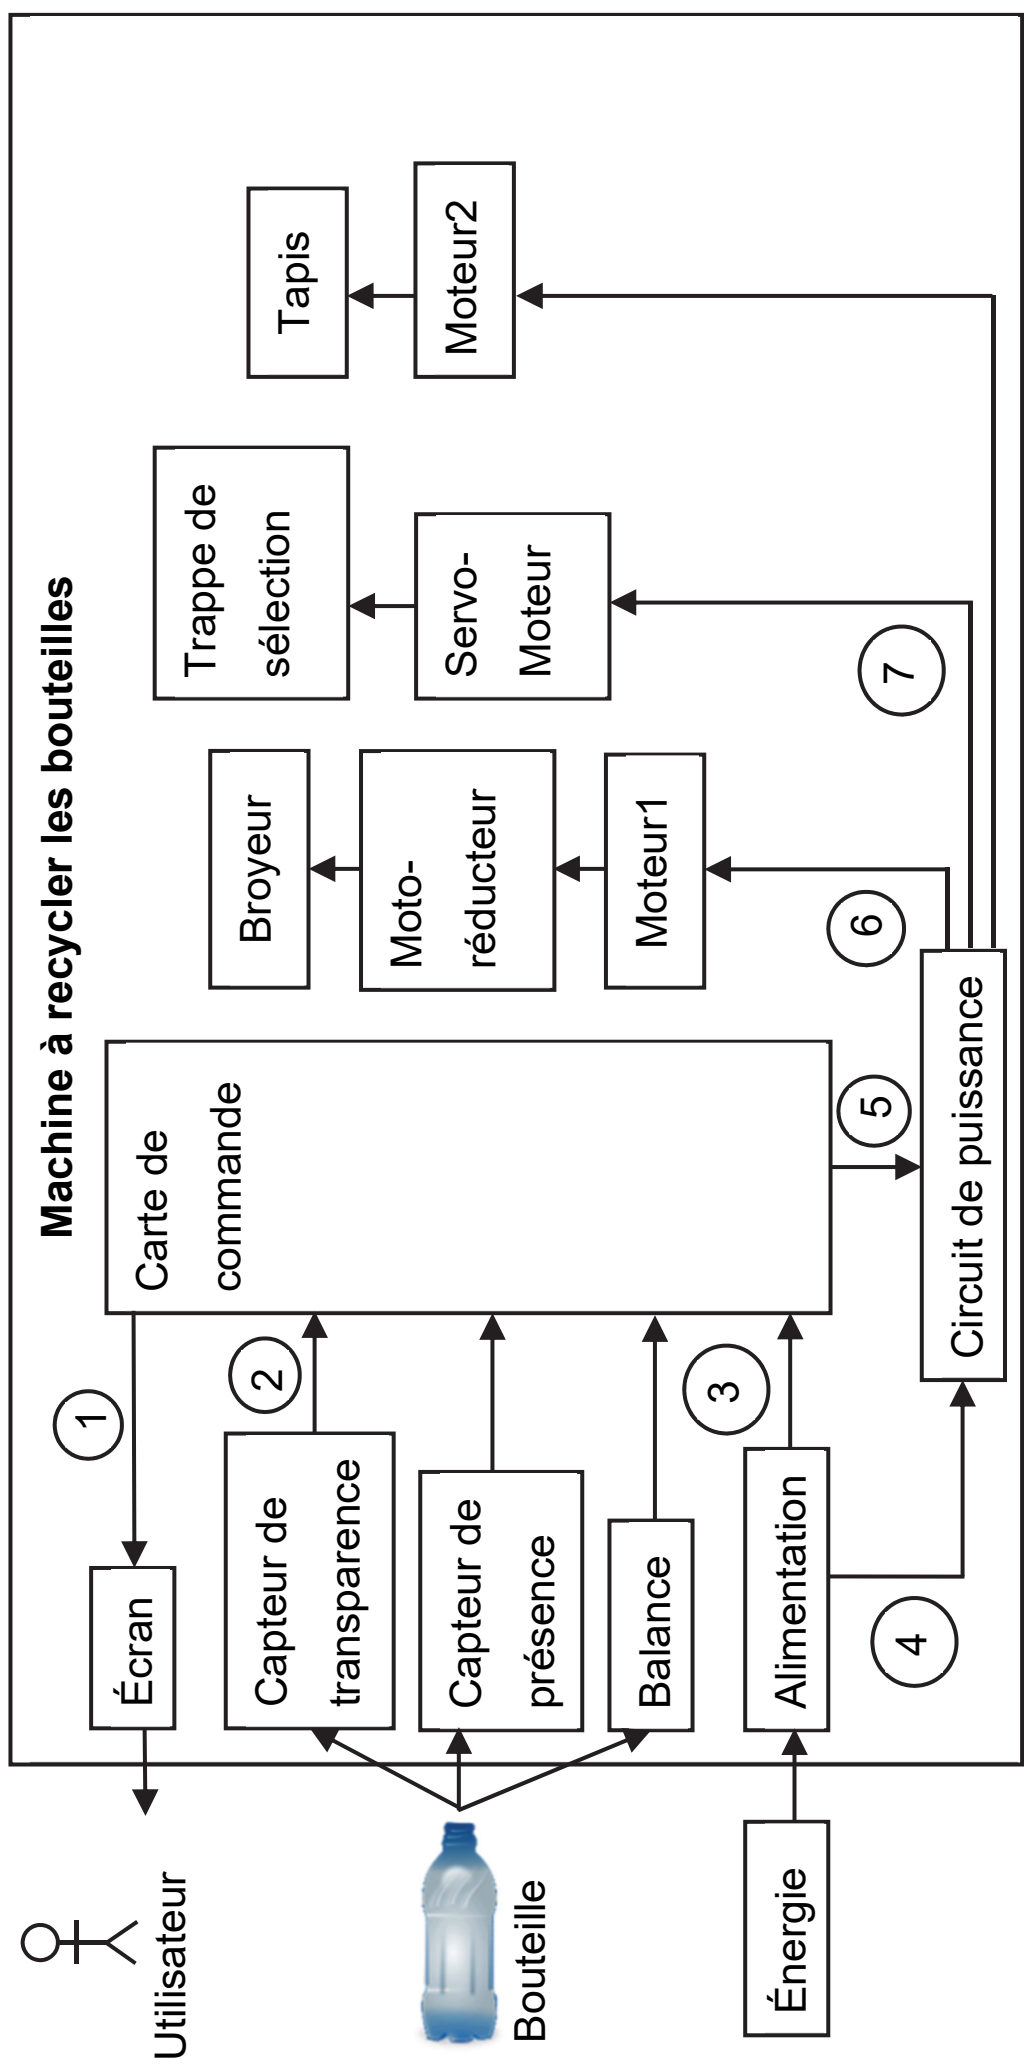 Machine à recycler les bouteilles
Utilisateur
Écran
1
Carte de
commande
Bouteille
Capteur de
transparence
2
Capteur de
présence
Balance
Énergie
Alimentation
3
4
5
Circuit de puissance
6
7
Broyeur
Moto-
réducteur
Moteur1
Trappe de
sélection
Servo-
Moteur
Tapis
Moteur2